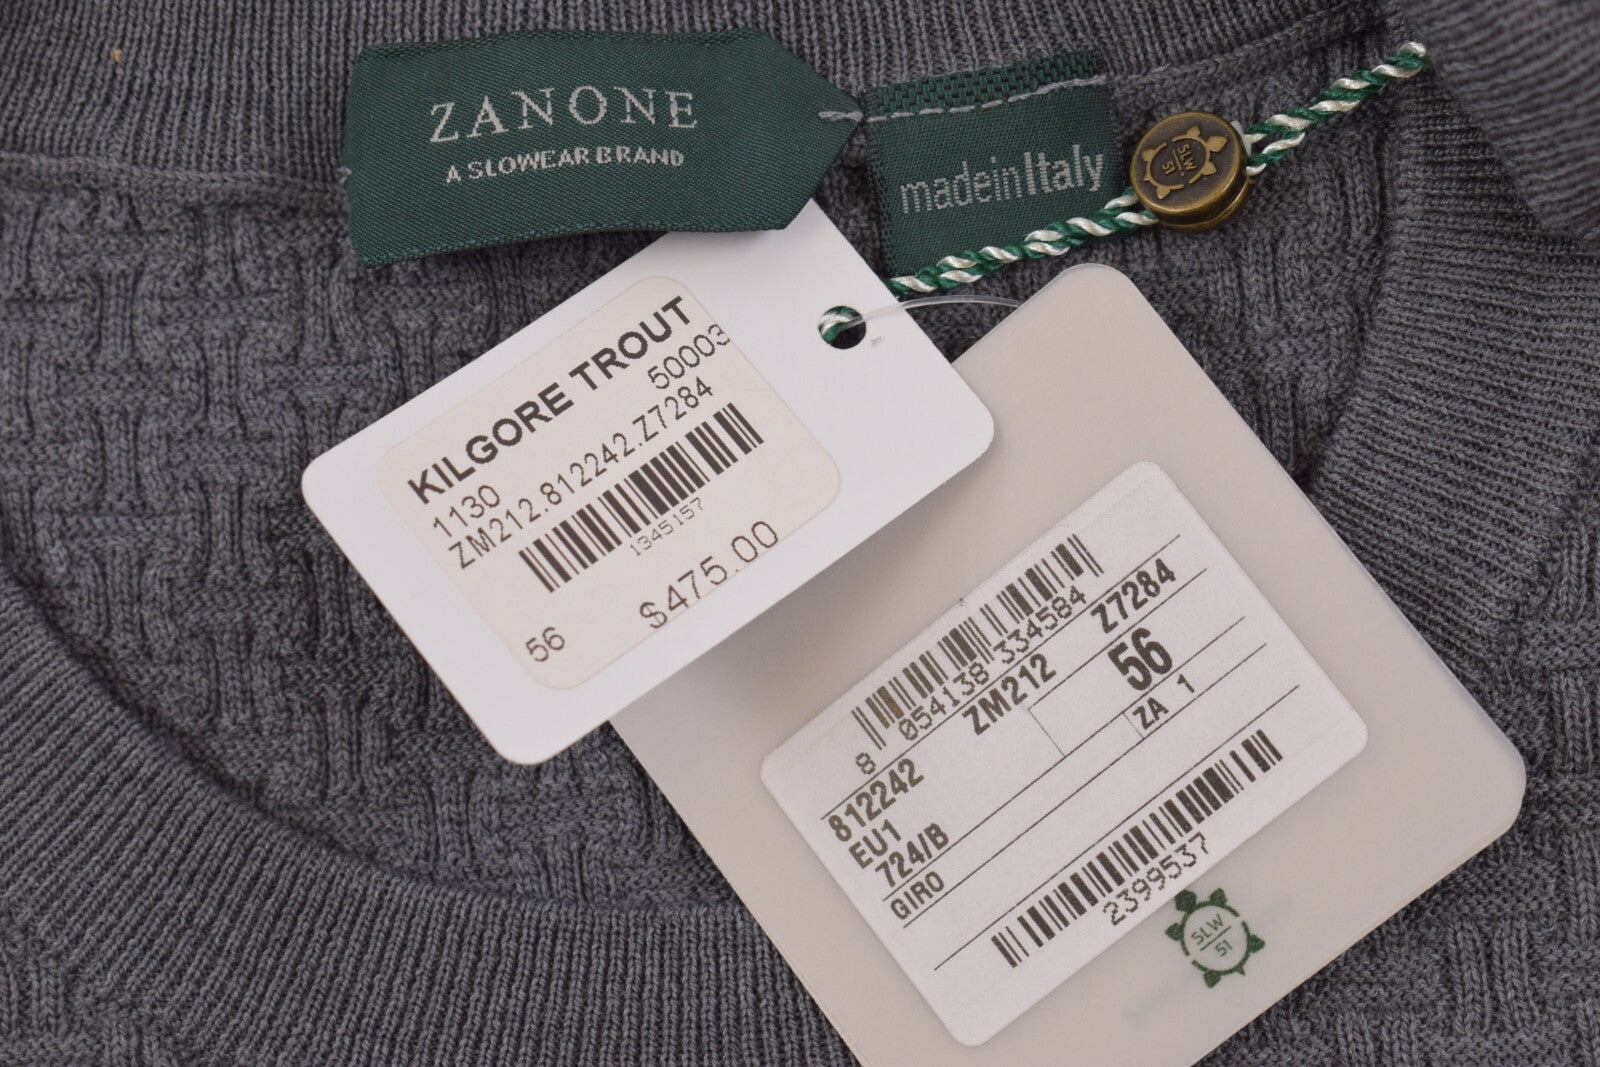 ZANONE
A SLOWEAR BRAND
madeinItaly
SLW
51
KILGORE TROUT
1130 50003
ZM212.812242.Z7284
1345157
56 $475.00
8 054138 334584
812242 ZM212 Z7284
EU1 56
724/B ZA 1
GIRO
2399537
SLW
51